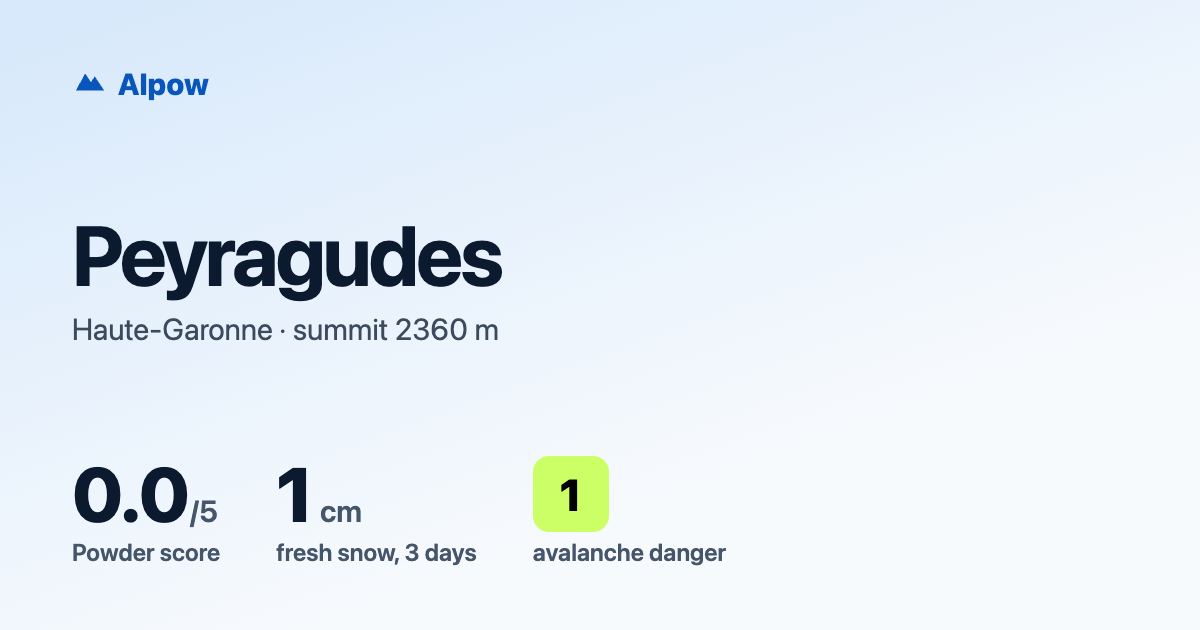 Alpow
Peyragudes
Haute-Garonne · summit 2360 m
0.0/5
Powder score
1 cm
fresh snow, 3 days
1
avalanche danger